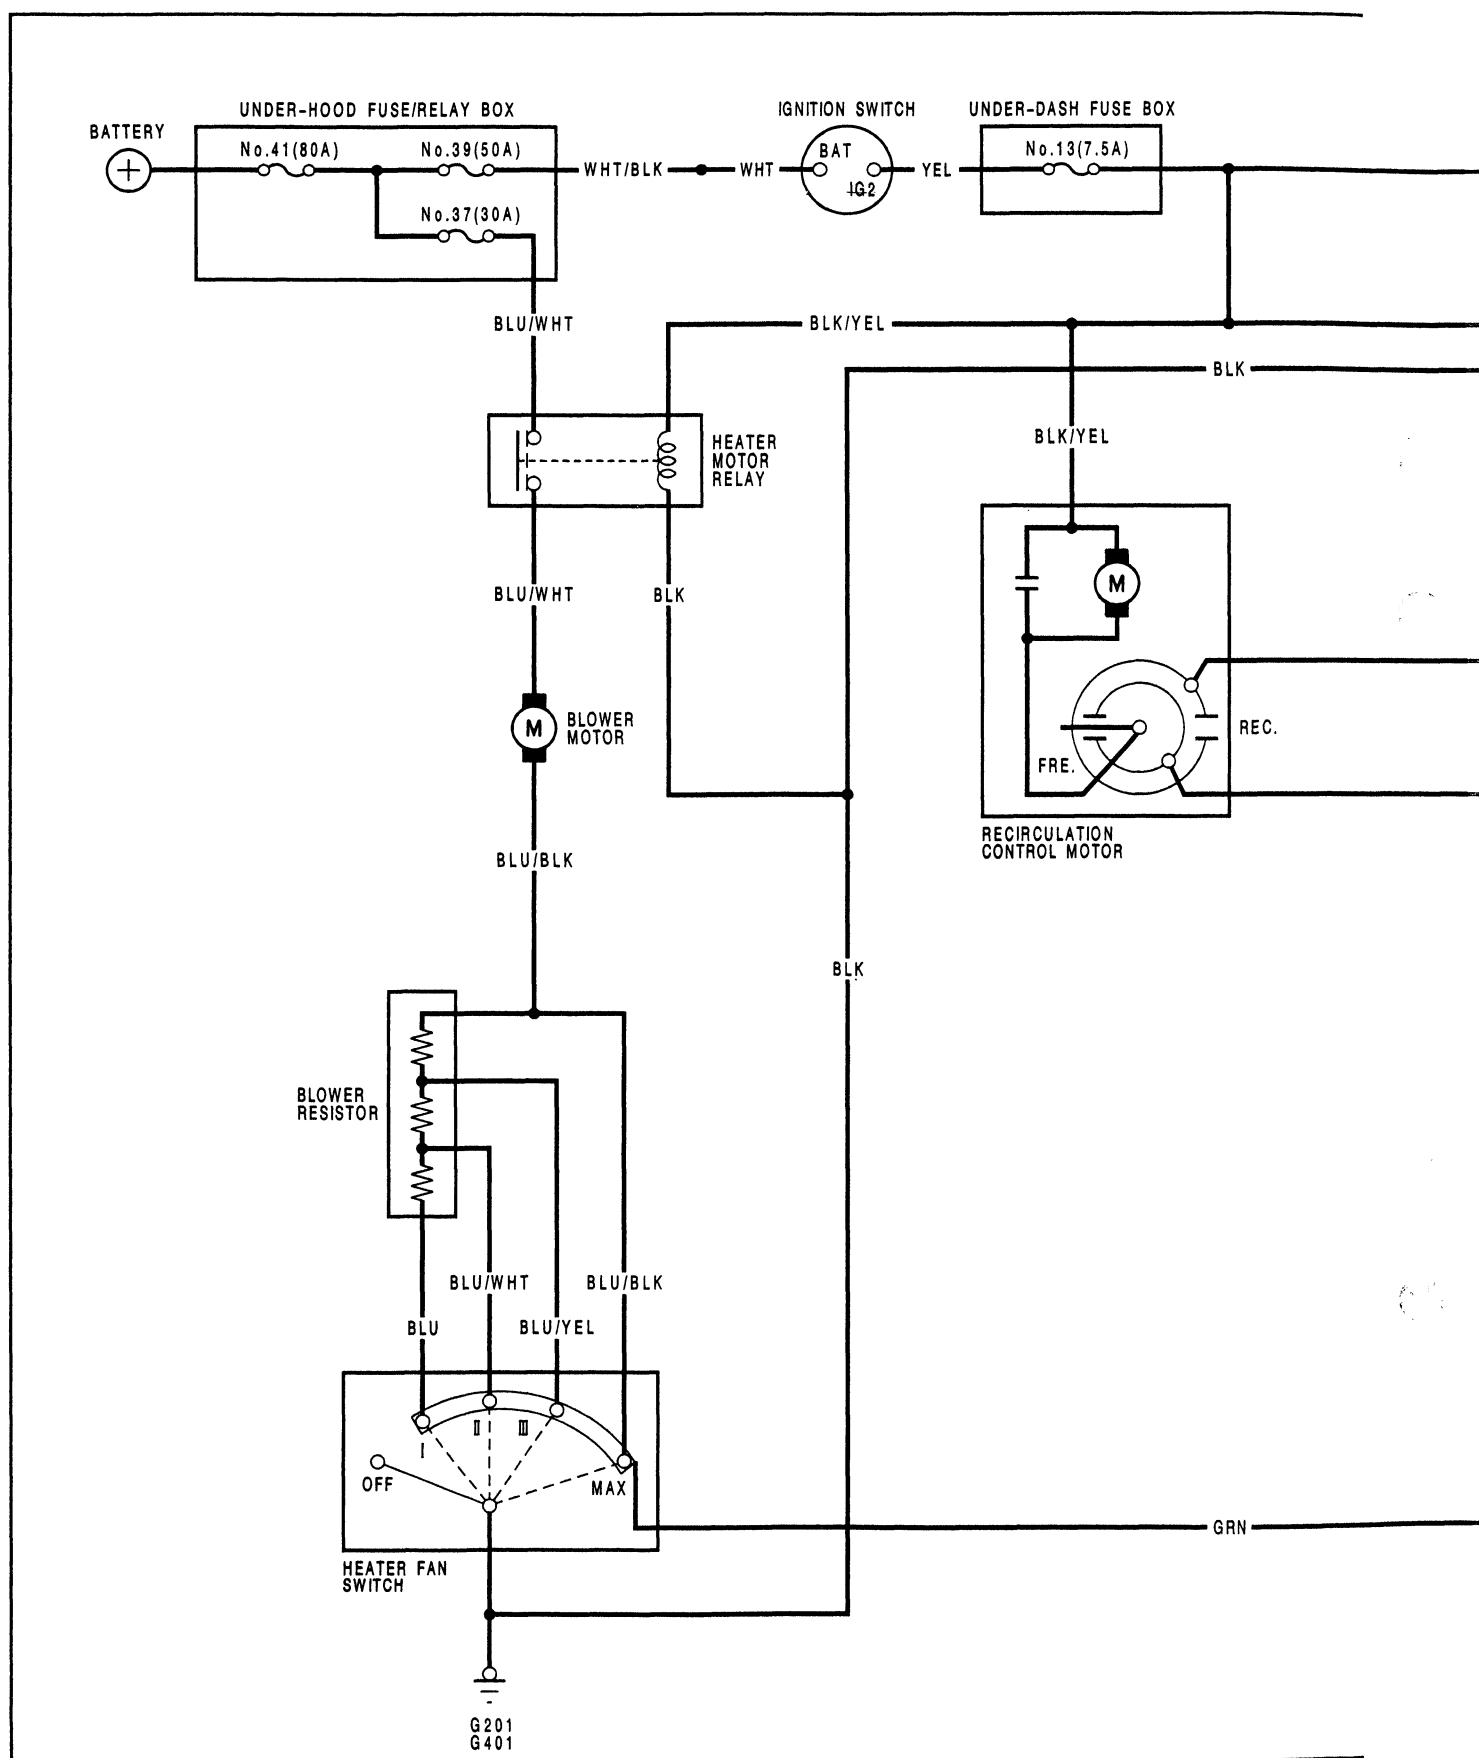 UNDER-HOOD FUSE/RELAY BOX
IGNITION SWITCH
UNDER-DASH FUSE BOX
BATTERY
No.41(80A)
No.39(50A)
WHT/BLK
WHT
BAT
IG2
YEL
No.13(7.5A)
No.37(30A)
BLU/WHT
BLK/YEL
BLK
BLK/YEL
HEATER
MOTOR
RELAY
BLU/WHT
BLK
M
M
BLOWER
MOTOR
REC.
FRE.
RECIRCULATION
CONTROL MOTOR
BLU/BLK
BLK
BLOWER
RESISTOR
BLU/WHT
BLU/BLK
BLU
BLU/YEL
I
II
III
OFF
MAX
GRN
HEATER FAN
SWITCH
G201
G401